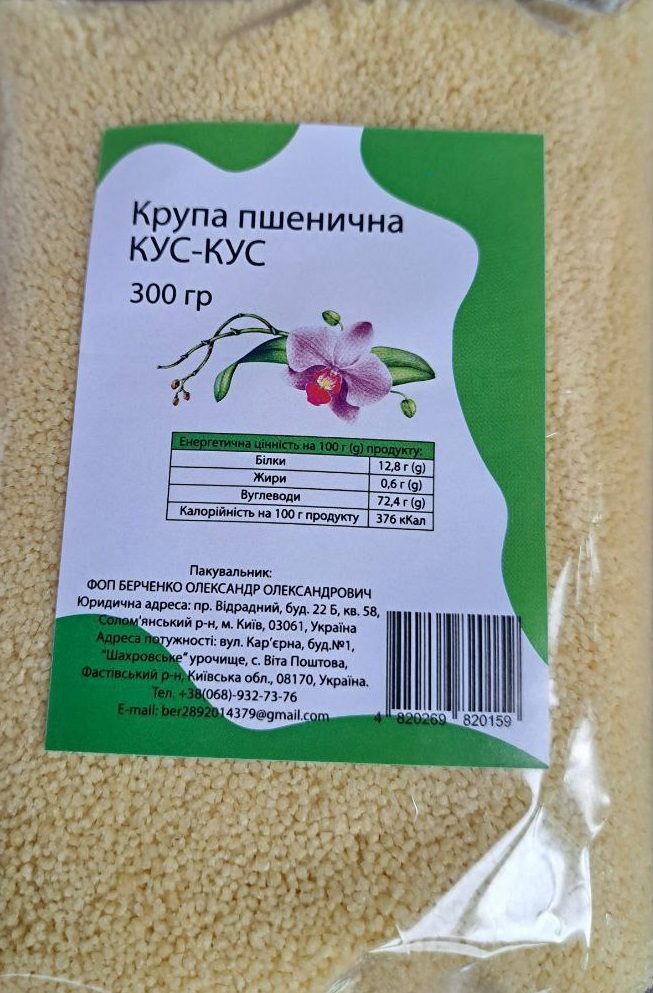 Крупа пшенична
КУС-КУС
300 гр
Енергетична цінність на 100 г (g) продукту:
Білки 12,8 г (g)
Жири 0,6 г (g)
Вуглеводи 72,4 г (g)
Калорійність на 100 г продукту 376 кКал
Пакувальник:
ФОП БЕРЧЕНКО ОЛЕКСАНДР ОЛЕКСАНДРОВИЧ
Юридична адреса: пр. Відрадний, буд. 22 Б, кв. 58,
Солом'янський р-н, м. Київ, 03061, Україна
Адреса потужності: вул. Кар'єрна, буд.№1,
"Шахровське" урочище, с. Віта Поштова,
Фастівський р-н, Київська обл., 08170, Україна.
Тел. +38(068)-932-73-76
E-mail: ber2892014379@gmail.com
4 820269 820159